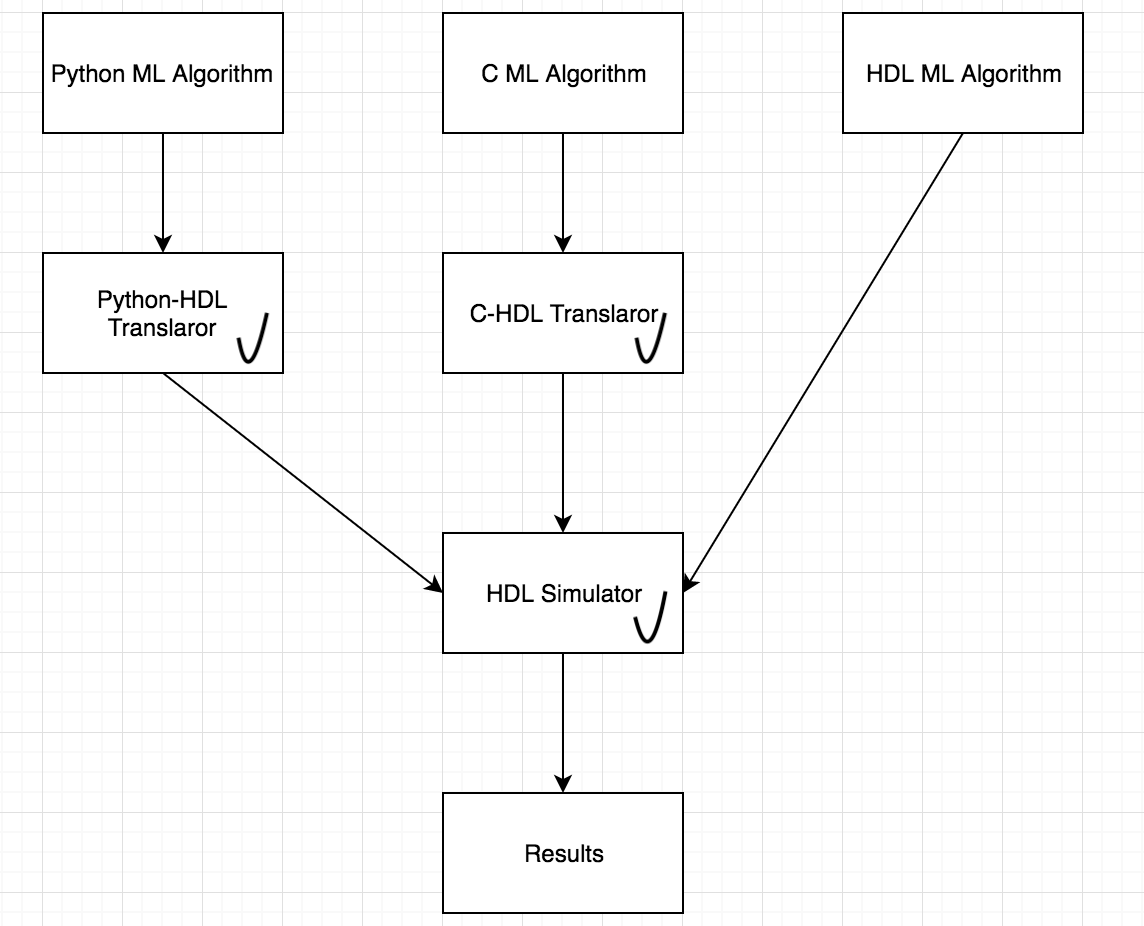 Python ML Algorithm
C ML Algorithm
HDL ML Algorithm
Python-HDL
Translaror
C-HDL Translaror
HDL Simulator
Results